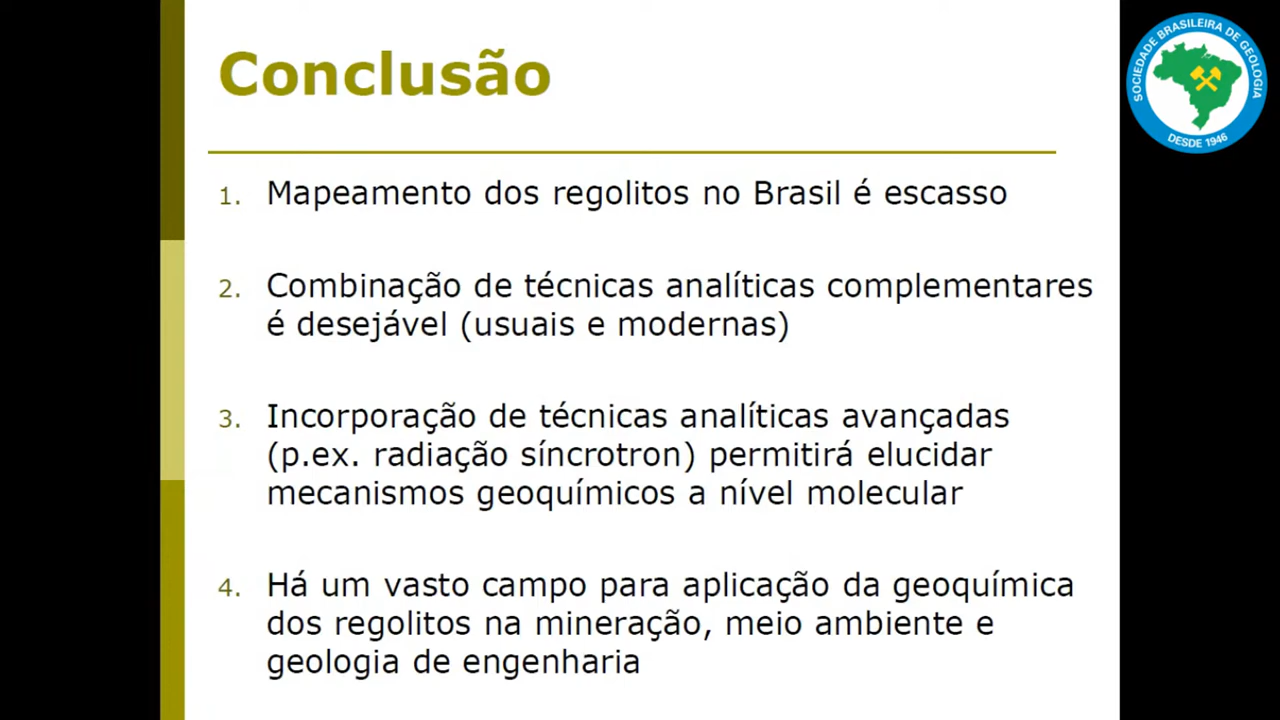 Conclusão
SOCIEDADE BRASILEIRA DE GEOLOGIA
DESDE 1946
1. Mapeamento dos regolitos no Brasil é escasso
2. Combinação de técnicas analíticas complementares
é desejável (usuais e modernas)
3. Incorporação de técnicas analíticas avançadas
(p.ex. radiação síncrotron) permitirá elucidar
mecanismos geoquímicos a nível molecular
4. Há um vasto campo para aplicação da geoquímica
dos regolitos na mineração, meio ambiente e
geologia de engenharia